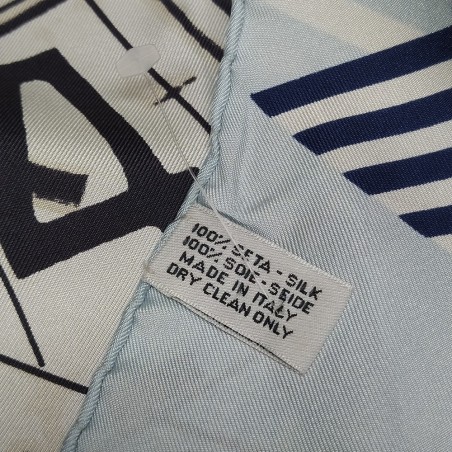 100% SETA - SILK
100% SOIE - SEIDE
MADE IN ITALY
DRY CLEAN ONLY